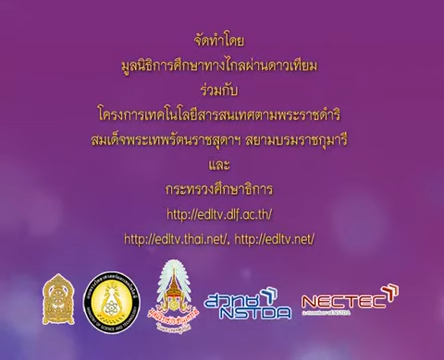 จัดทำโดย
มูลนิธิการศึกษาทางไกลผ่านดาวเทียม
ร่วมกับ
โครงการเทคโนโลยีสารสนเทศตามพระราชดำริ
สมเด็จพระเทพรัตนราชสุดาฯ สยามบรมราชกุมารี
และ
กระทรวงศึกษาธิการ
http://edltv.dlf.ac.th/
http://edltv.thai.net/, http://edltv.net/
สวทช
NSTDA
NECTEC
a member of NSTDA